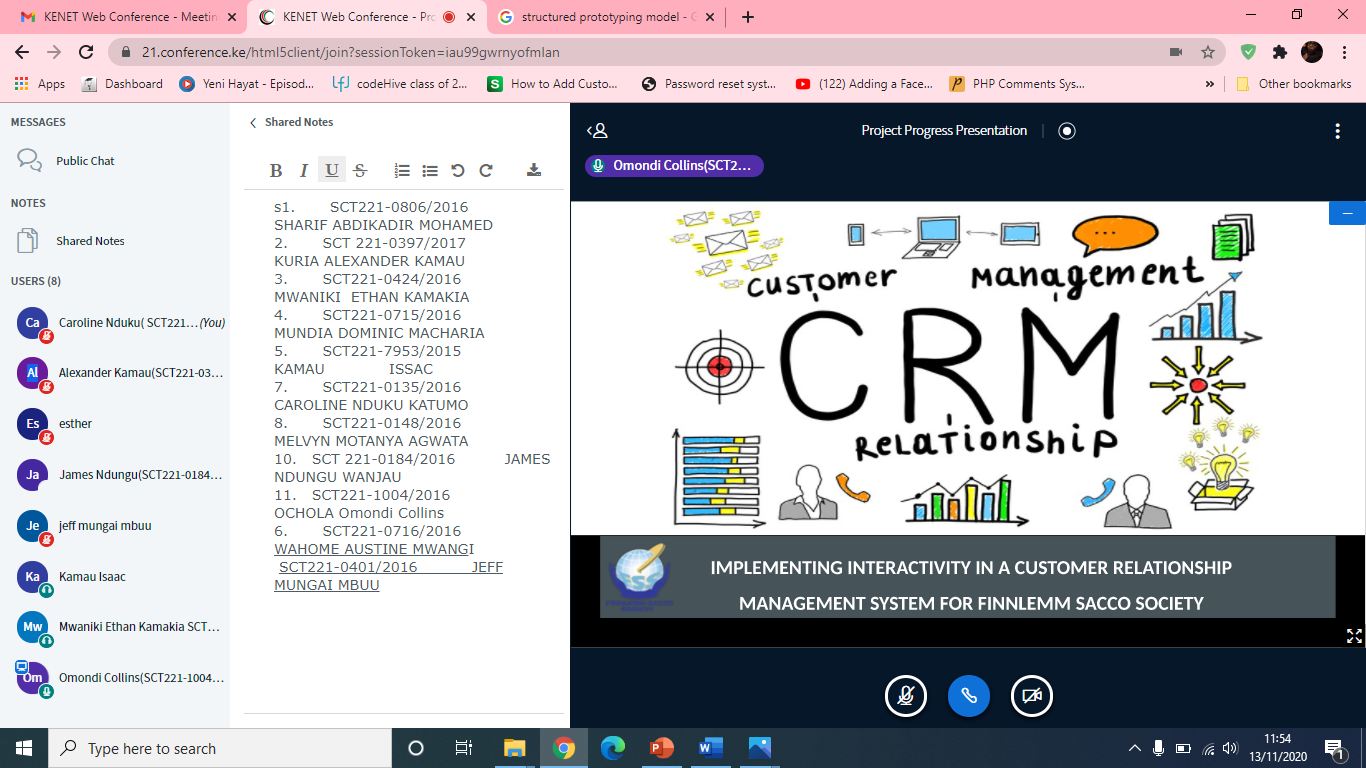 KENET Web Conference - Meetin
KENET Web Conference - Pro
structured prototyping model - G
21.conference.ke/html5client/join?sessionToken=iau99gwrnyofmlan
Apps
Dashboard
Yeni Hayat - Episod...
codeHive class of 2...
How to Add Custo...
Password reset syst...
(122) Adding a Face...
PHP Comments Sys...
»
Other bookmarks
MESSAGES
Public Chat
NOTES
Shared Notes
USERS (8)
Ca Caroline Nduku( SCT221... (You)
Al Alexander Kamau(SCT221-03...
Es esther
Ja James Ndungu(SCT221-0184...
Je jeff mungai mbuu
Ka Kamau Isaac
Mw Mwaniki Ethan Kamakia SCT...
Om Omondi Collins(SCT221-1004...
Shared Notes
B I U S
s1. SCT221-0806/2016
SHARIF ABDIKADIR MOHAMED
2. SCT 221-0397/2017
KURIA ALEXANDER KAMAU
3. SCT221-0424/2016
MWANIKI ETHAN KAMAKIA
4. SCT221-0715/2016
MUNDIA DOMINIC MACHARIA
5. SCT221-7953/2015
KAMAU ISSAC
7. SCT221-0135/2016
CAROLINE NDUKU KATUMO
8. SCT221-0148/2016
MELVYN MOTANYA AGWATA
10. SCT 221-0184/2016 JAMES
NDUNGU WANJAU
11. SCT221-1004/2016
OCHOLA Omondi Collins
6. SCT221-0716/2016
WAHOME AUSTINE MWANGI
SCT221-0401/2016 JEFF
MUNGAI MBUU
Project Progress Presentation
Omondi Collins(SCT2...
CUSTOMER MANAGEMENT
CRM
RELATIONSHIP
IMPLEMENTING INTERACTIVITY IN A CUSTOMER RELATIONSHIP
MANAGEMENT SYSTEM FOR FINNLEMM SACCO SOCIETY
Type here to search
11:54
13/11/2020
1